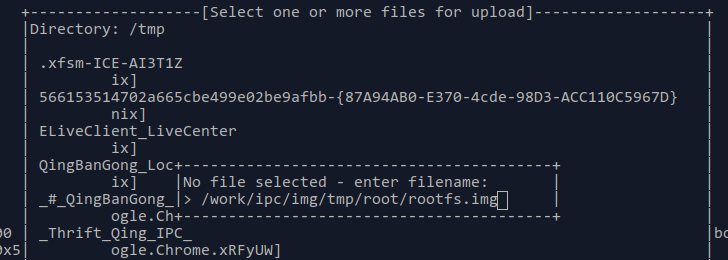 [Select one or more files for upload]
Directory: /tmp
.xfsm-ICE-AI3T1Z
ix]
566153514702a665cbe499e02be9afbb-{87A94AB0-E370-4cde-98D3-ACC110C5967D}
nix]
ELiveClient_LiveCenter
ix]
QingBanGong_Loc
ix]
No file selected - enter filename:
_#_QingBanGong_
> /work/ipc/img/tmp/root/rootfs.img
ogle.Ch
00 _Thrift_Qing_IPC_ bo
0x5 ogle.Chrome.xRFyUW]